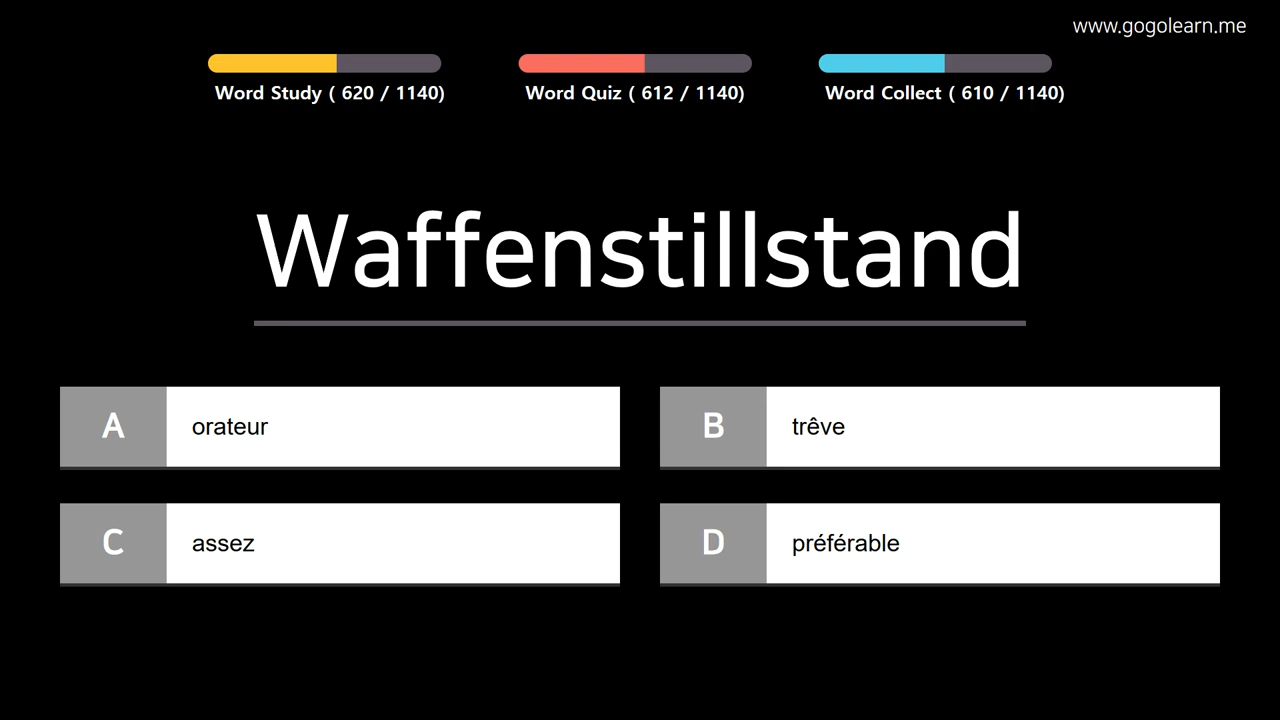 www.gogolearn.me
Word Study ( 620 / 1140)
Word Quiz ( 612 / 1140)
Word Collect ( 610 / 1140)
Waffenstillstand
A orateur
B trêve
C assez
D préférable